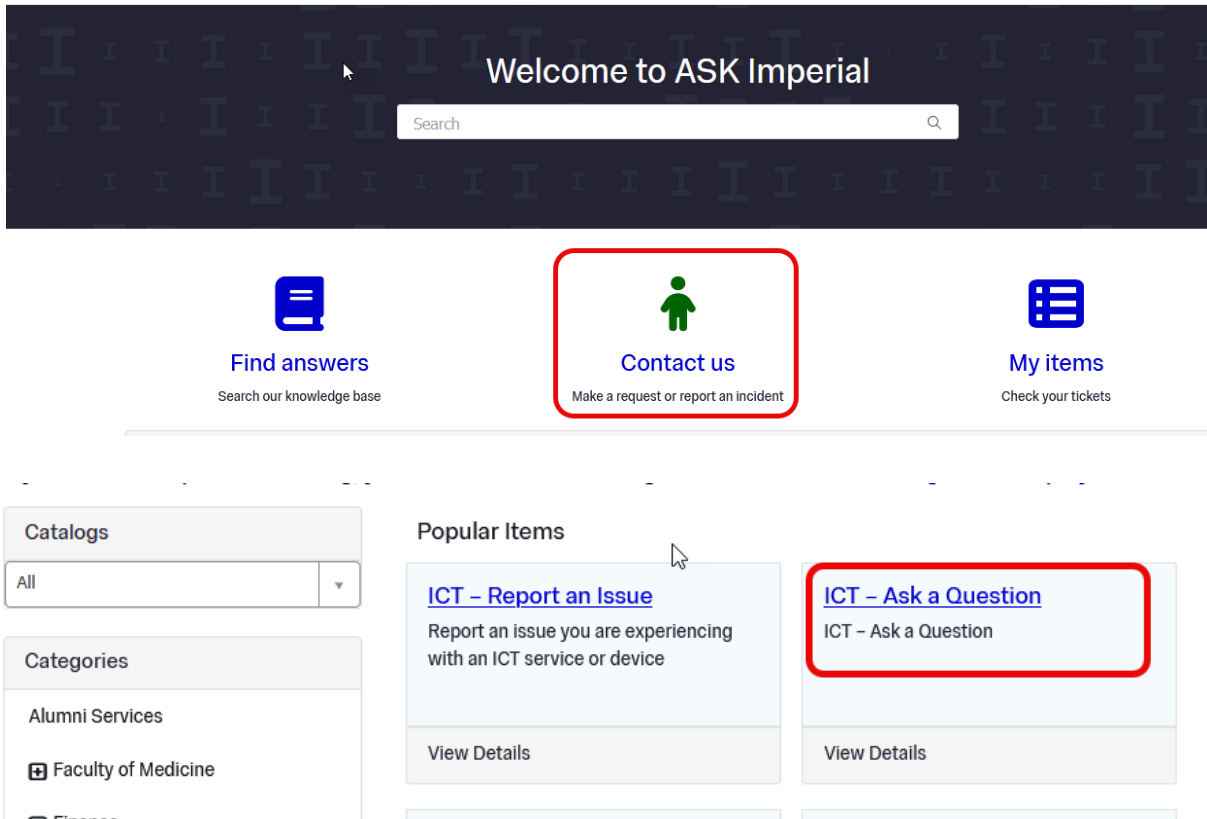 Welcome to ASK Imperial
Search
Find answers
Search our knowledge base
Contact us
Make a request or report an incident
My items
Check your tickets
Catalogs
All
Categories
Alumni Services
Faculty of Medicine
Popular Items
ICT – Report an Issue
Report an issue you are experiencing
with an ICT service or device
View Details
ICT – Ask a Question
ICT – Ask a Question
View Details